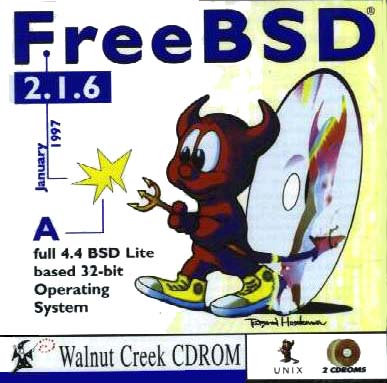 FreeBSD®
2.1.6
January 1997
A
full 4.4 BSD Lite
based 32-bit
Operating
System
Walnut Creek CDROM
UNIX
2 CDROMS